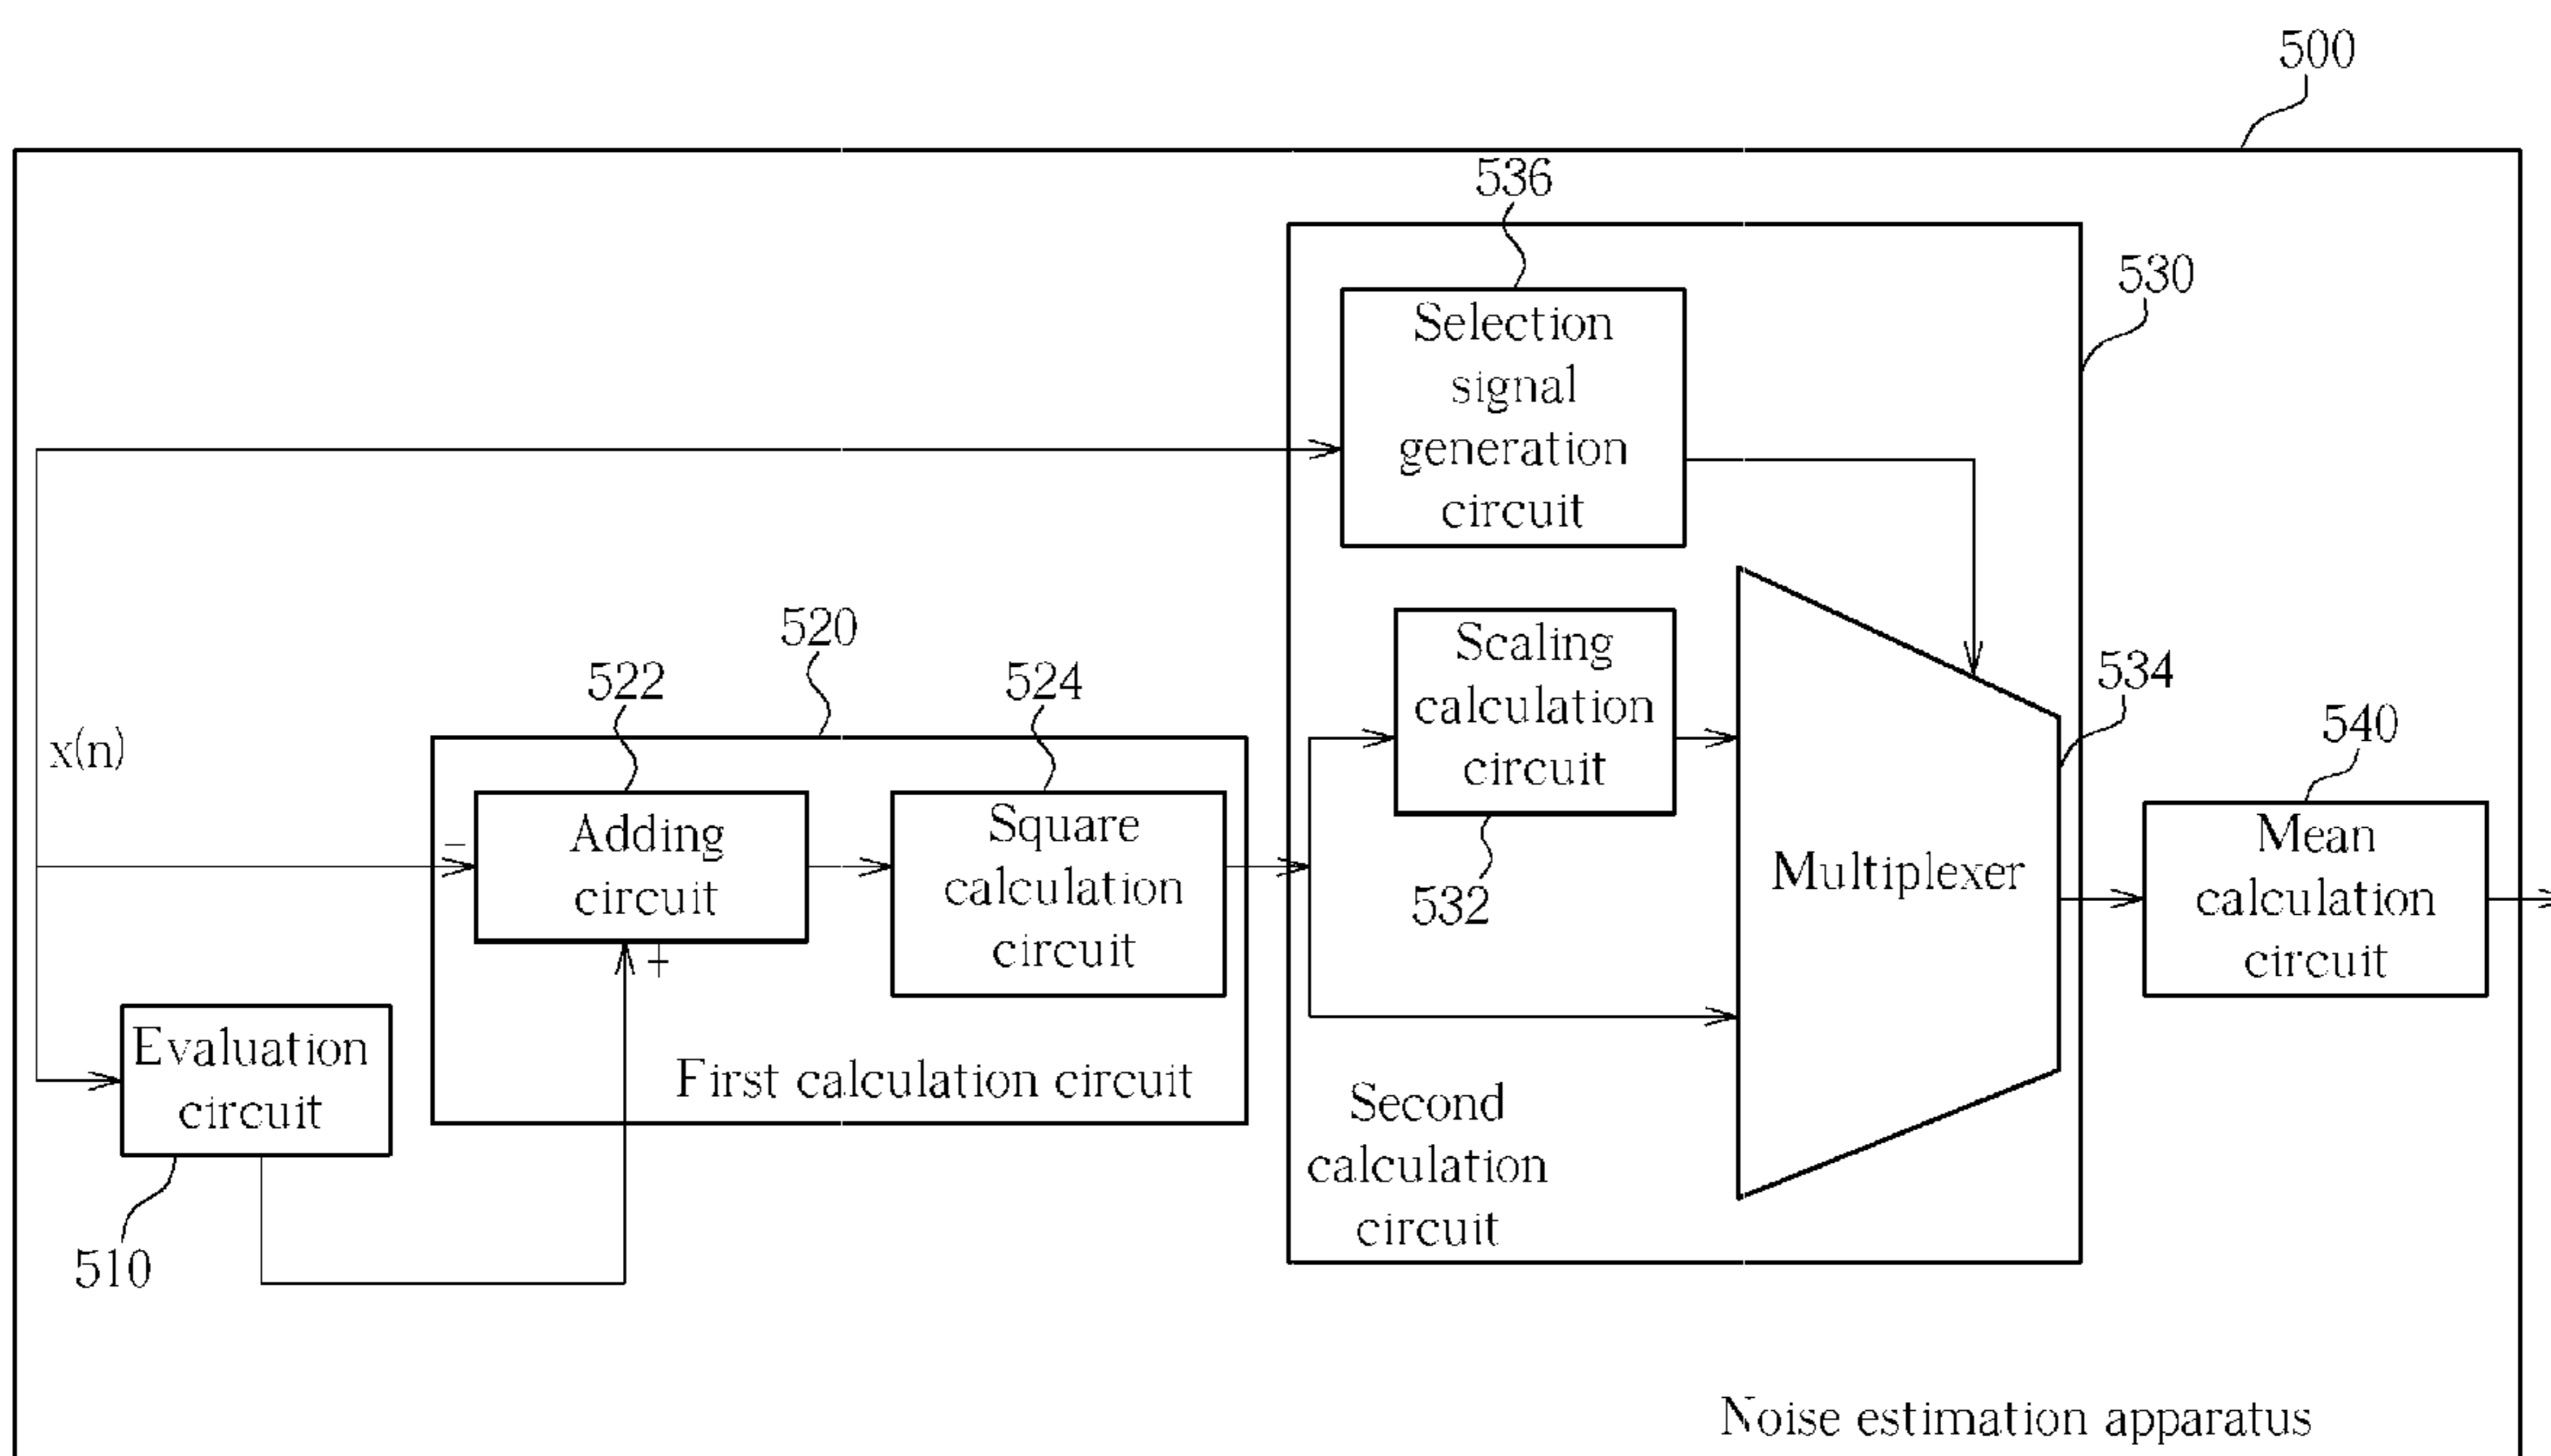 500
536
530
Selection
signal
generation
circuit
520
522
524
Scaling
calculation
circuit
534
540
x(n)
−
Adding
circuit
+
Square
calculation
circuit
532
Multiplexer
Mean
calculation
circuit
Evaluation
circuit
First calculation circuit
Second
calculation
circuit
510
Noise estimation apparatus